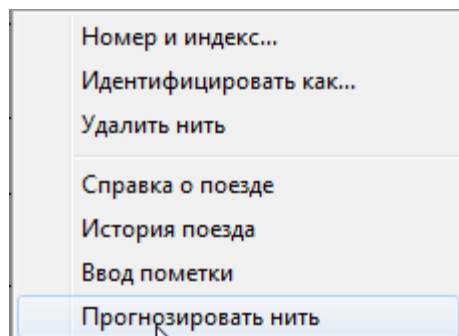 Номер и индекс...
Идентифицировать как...
Удалить нить
Справка о поезде
История поезда
Ввод пометки
Прогнозировать нить